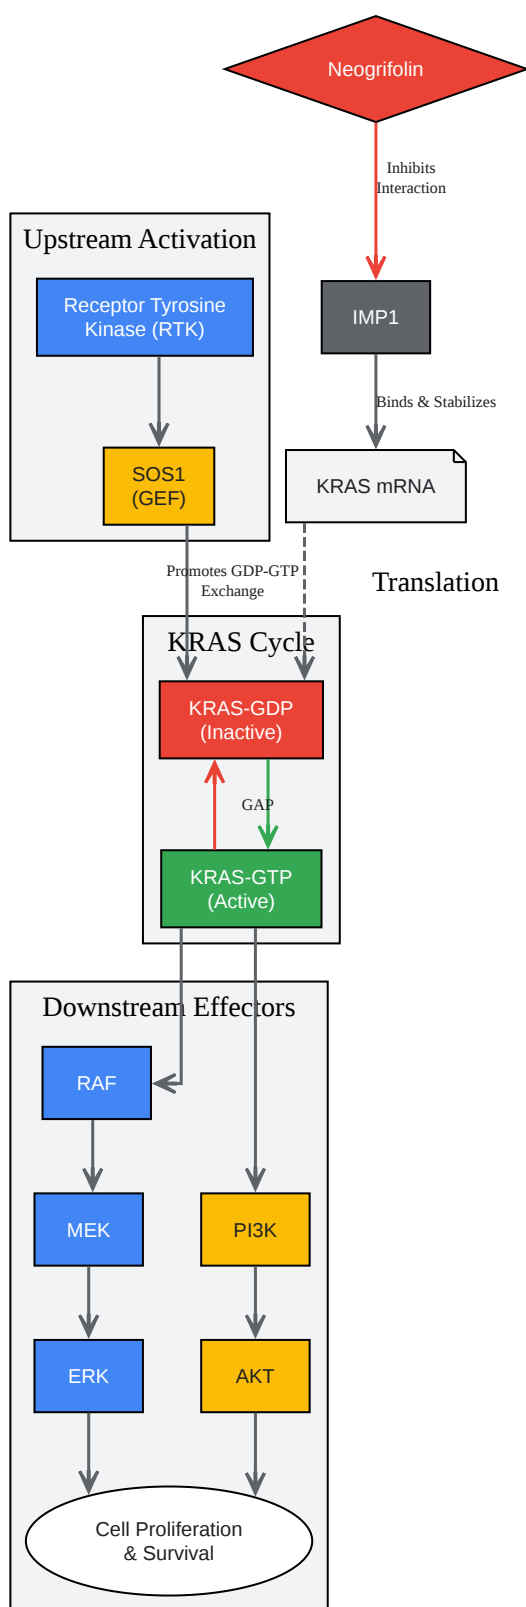 Neogrifolin
Inhibits
Interaction
Upstream Activation
Receptor Tyrosine
Kinase (RTK)
IMP1
Binds & Stabilizes
SOS1
(GEF)
KRAS mRNA
Promotes GDP-GTP
Exchange
Translation
KRAS Cycle
KRAS-GDP
(Inactive)
GAP
KRAS-GTP
(Active)
Downstream Effectors
RAF
MEK
PI3K
ERK
AKT
Cell Proliferation
& Survival